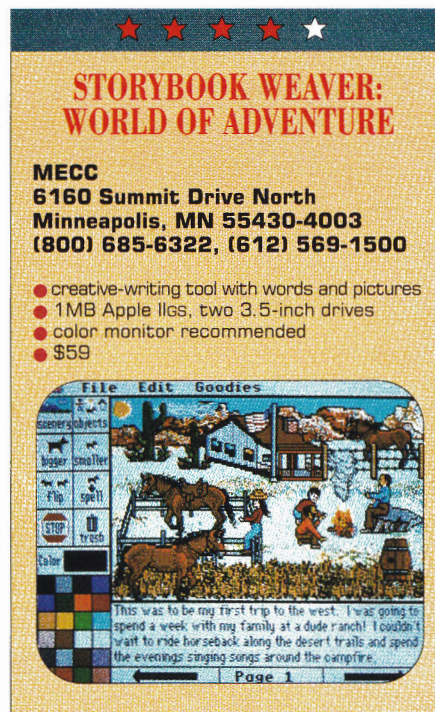 STORYBOOK WEAVER:
WORLD OF ADVENTURE
MECC
6160 Summit Drive North
Minneapolis, MN 55430-4003
(800) 685-6322, (612) 569-1500
creative-writing tool with words and pictures
1MB Apple IIGS, two 3.5-inch drives
color monitor recommended
$59
File Edit Goodies
scenery objects
bigger smaller
flip spell
STOP trash
Color
This was to be my first trip to the west. I was going to
spend a week with my family at a dude ranch! I couldn't
wait to ride horseback along the desert trails and spend
the evenings singing songs around the campfire.
Page 1